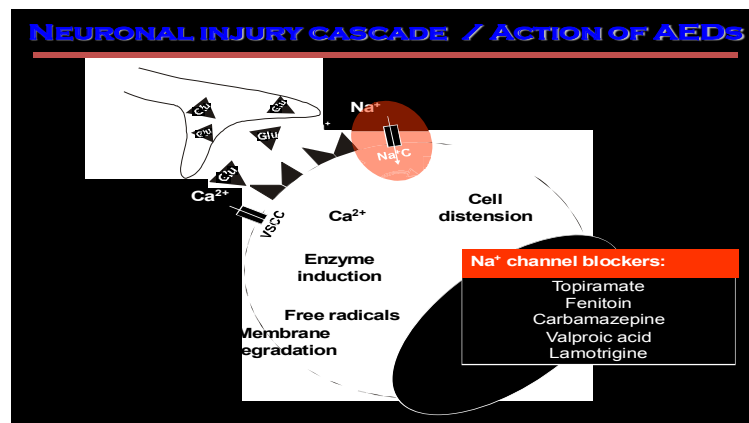 NEURONAL INJURY CASCADE / ACTION OF AEDs
Na⁺
Glu
Glu
Glu
Glu
Glu
+
Na⁺C
Ca²⁺
VSCC
Ca²⁺
Cell
distension
Enzyme
induction
Free radicals
Membrane
egradation
Na⁺ channel blockers:
Topiramate
Fenitoin
Carbamazepine
Valproic acid
Lamotrigine